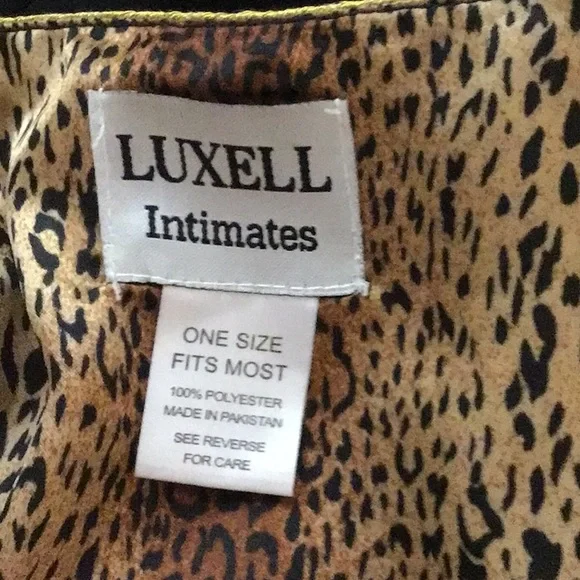 LUXELL
Intimates
ONE SIZE
FITS MOST
100% POLYESTER
MADE IN PAKISTAN
SEE REVERSE
FOR CARE